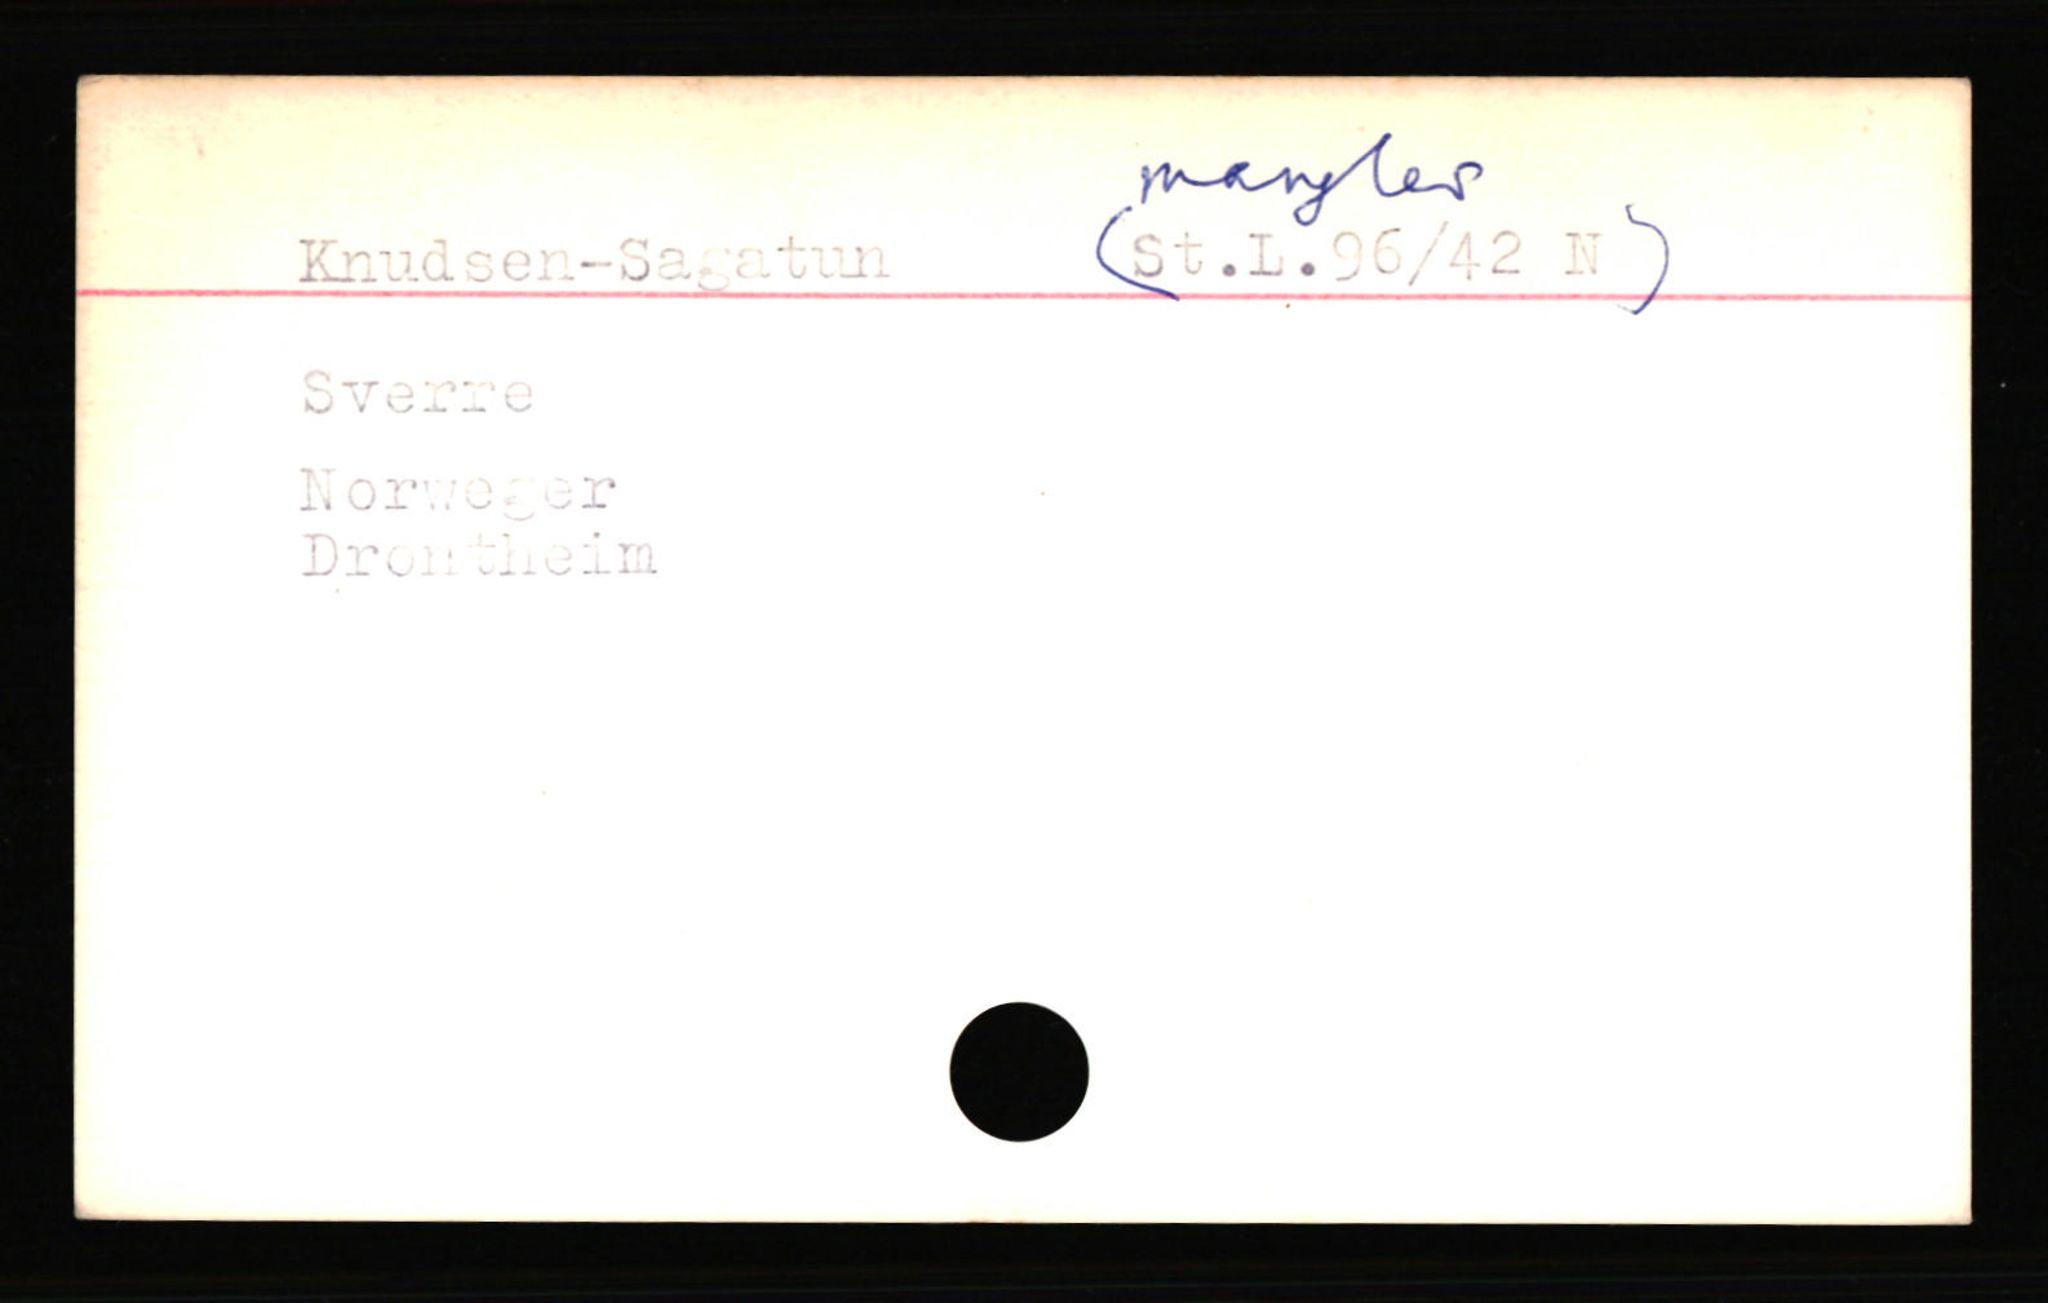 mangler
Knudsen-Sagatun (St.L.96/42 N)
Sverre
Norweger
Drontheim